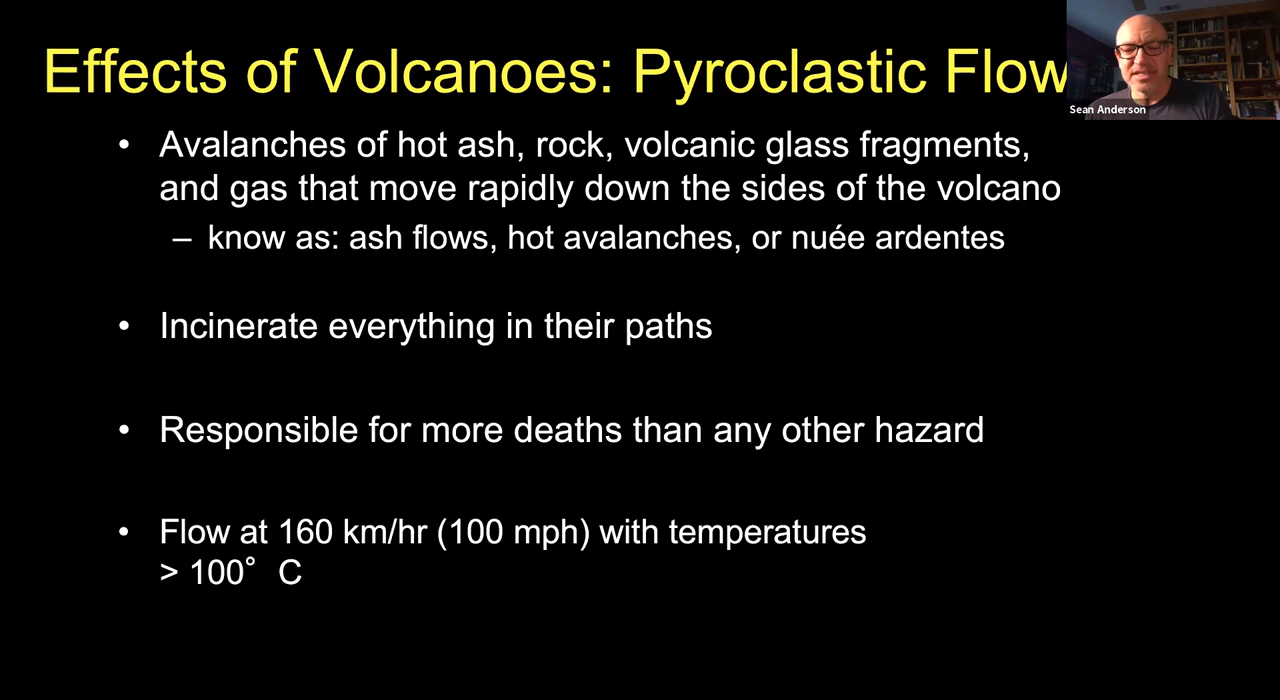 Effects of Volcanoes: Pyroclastic Flow
Sean Anderson
• Avalanches of hot ash, rock, volcanic glass fragments,
and gas that move rapidly down the sides of the volcano
– know as: ash flows, hot avalanches, or nuée ardentes
• Incinerate everything in their paths
• Responsible for more deaths than any other hazard
• Flow at 160 km/hr (100 mph) with temperatures
> 100° C